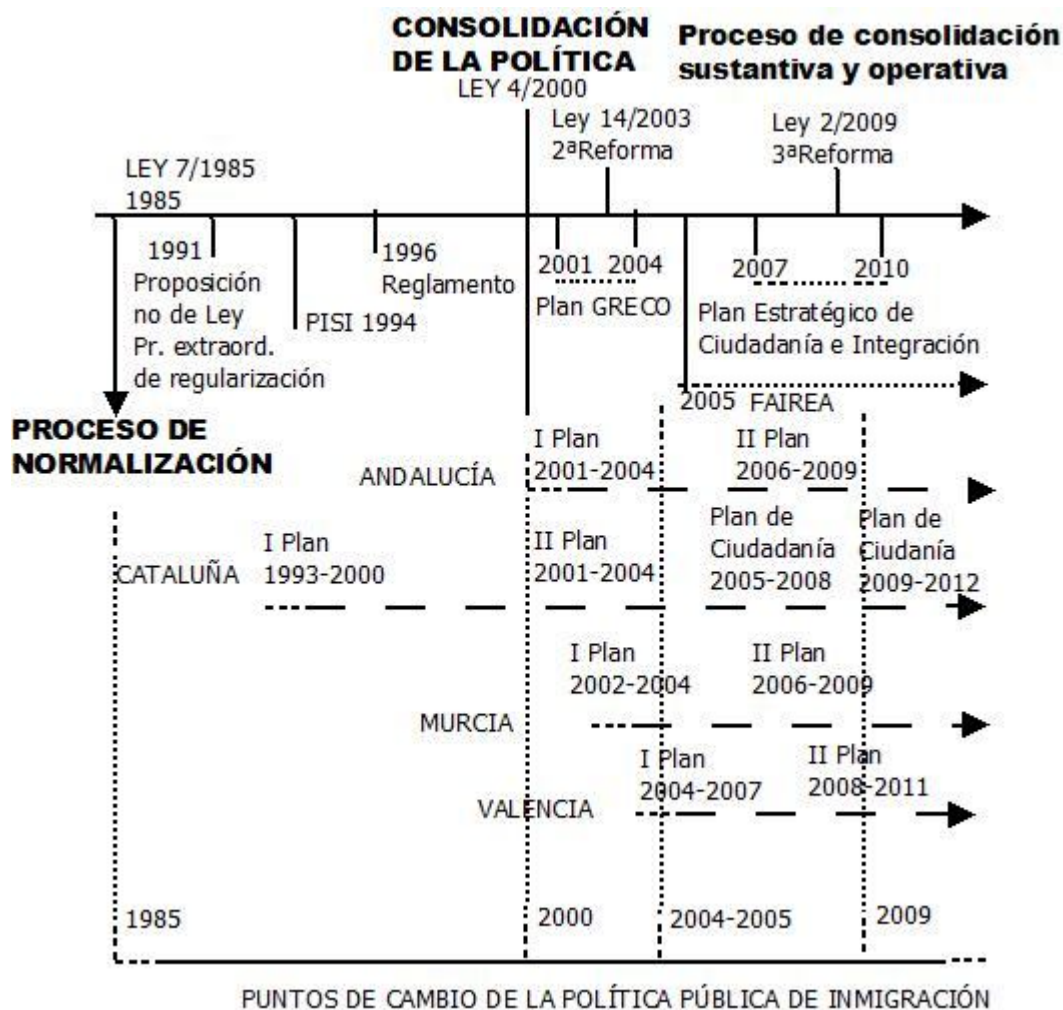 CONSOLIDACIÓN
DE LA POLÍTICA
LEY 4/2000
Proceso de consolidación
sustantiva y operativa
Ley 14/2003
2ªReforma
Ley 2/2009
3ªReforma
LEY 7/1985
1985
1991
Proposición
no de Ley
Pr. extraord.
de regularización
PISI 1994
1996
Reglamento
2001
2004
Plan GRECO
2007
2010
Plan Estratégico de
Ciudadanía e Integración
2005 FAIREA
PROCESO DE
NORMALIZACIÓN
ANDALUCÍA
I Plan
2001-2004
II Plan
2006-2009
CATALUÑA
I Plan
1993-2000
II Plan
2001-2004
Plan de
Ciudadanía
2005-2008
Plan de
Ciudanía
2009-2012
MURCIA
I Plan
2002-2004
II Plan
2006-2009
VALENCIA
I Plan
2004-2007
II Plan
2008-2011
1985
2000
2004-2005
2009
PUNTOS DE CAMBIO DE LA POLÍTICA PÚBLICA DE INMIGRACIÓN